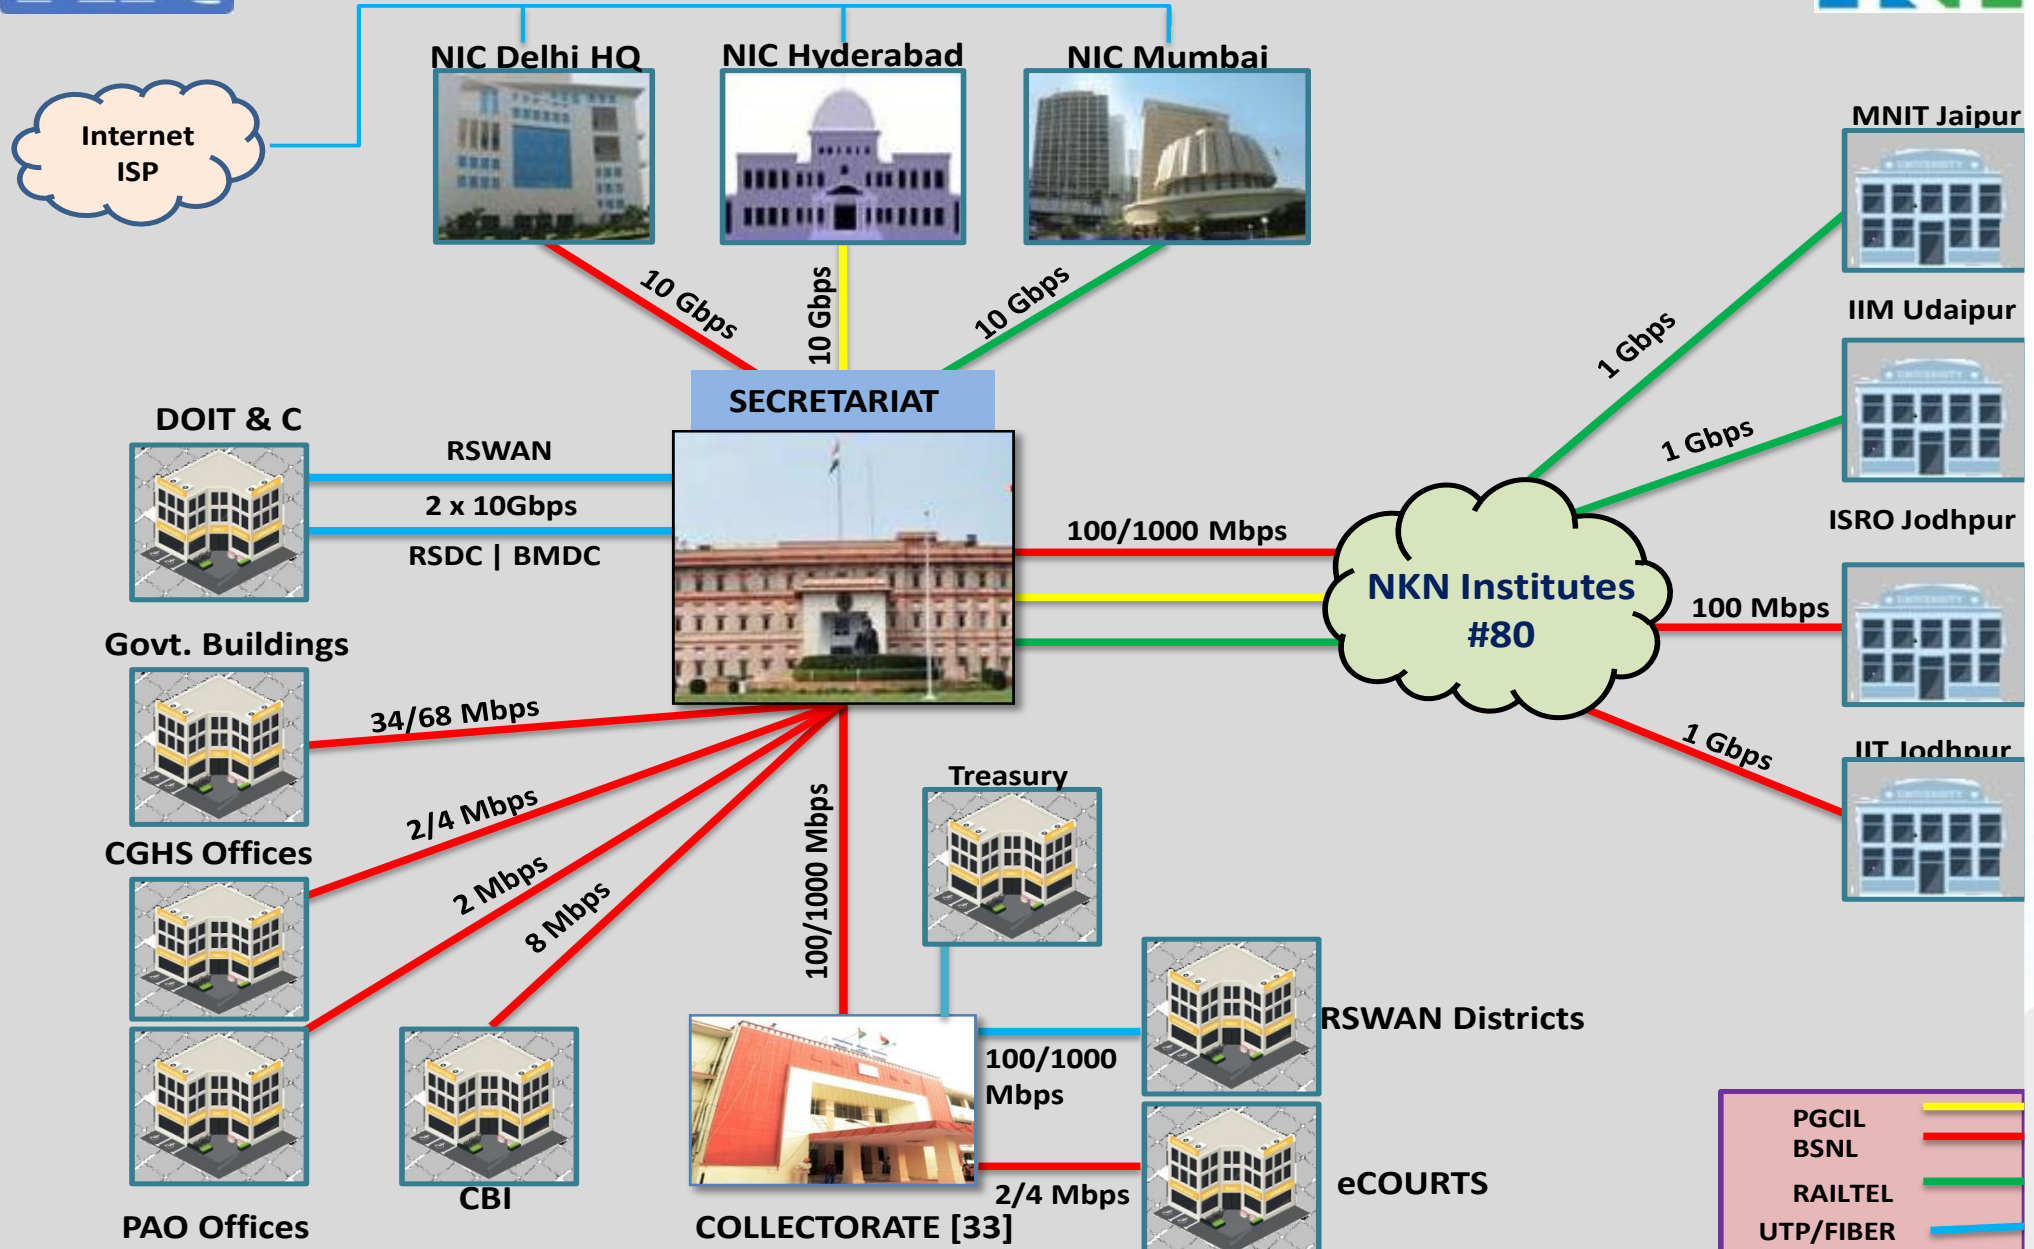 NIC Delhi HQ
NIC Hyderabad
NIC Mumbai
Internet
ISP
MNIT Jaipur
10 Gbps
10 Gbps
10 Gbps
IIM Udaipur
1 Gbps
SECRETARIAT
DOIT & C
RSWAN
2 x 10Gbps
RSDC | BMDC
1 Gbps
ISRO Jodhpur
100/1000 Mbps
NKN Institutes
#80
100 Mbps
Govt. Buildings
34/68 Mbps
1 Gbps
IIT Jodhpur
Treasury
2/4 Mbps
CGHS Offices
2 Mbps
8 Mbps
100/1000 Mbps
RSWAN Districts
100/1000
Mbps
PAO Offices
CBI
COLLECTORATE [33]
2/4 Mbps
eCOURTS
PGCIL
BSNL
RAILTEL
UTP/FIBER